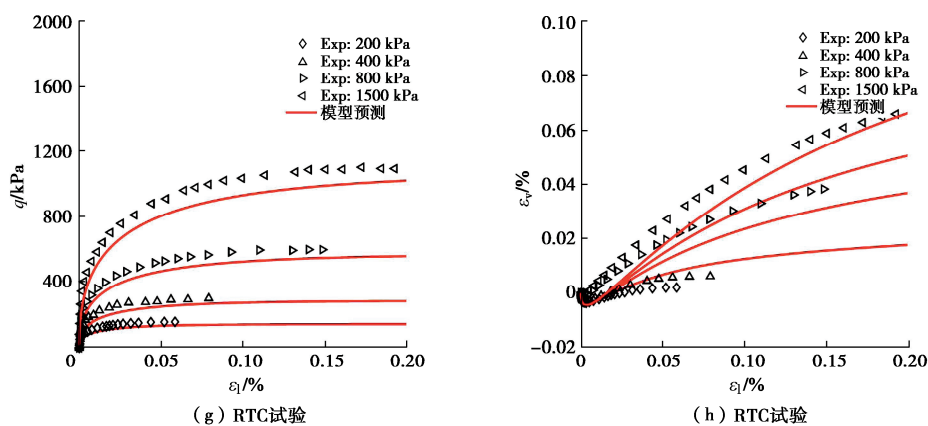 2000
1600
1200
800
400
0
q/kPa
Exp: 200 kPa
Exp: 400 kPa
Exp: 800 kPa
Exp: 1500 kPa
模型预测
0.05
0.10
0.15
0.20
ε1/%
(g) RTC试验
0.10
0.08
0.06
0.04
0.02
0
-0.02
εv/%
Exp: 200 kPa
Exp: 400 kPa
Exp: 800 kPa
Exp: 1500 kPa
模型预测
0
0.05
0.10
0.15
0.20
ε1/%
(h) RTC试验